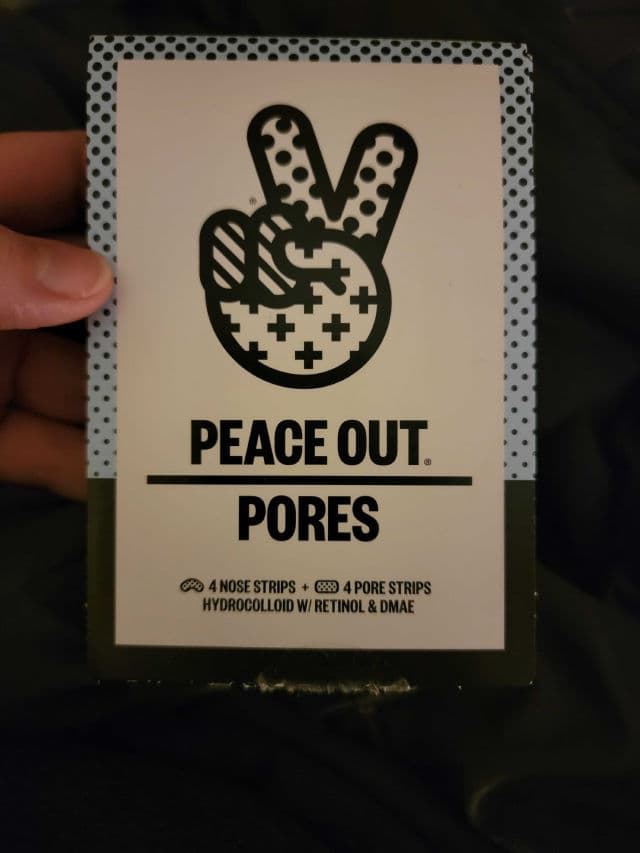 PEACE OUT®
PORES
4 NOSE STRIPS + 4 PORE STRIPS
HYDROCOLLOID W/ RETINOL & DMAE